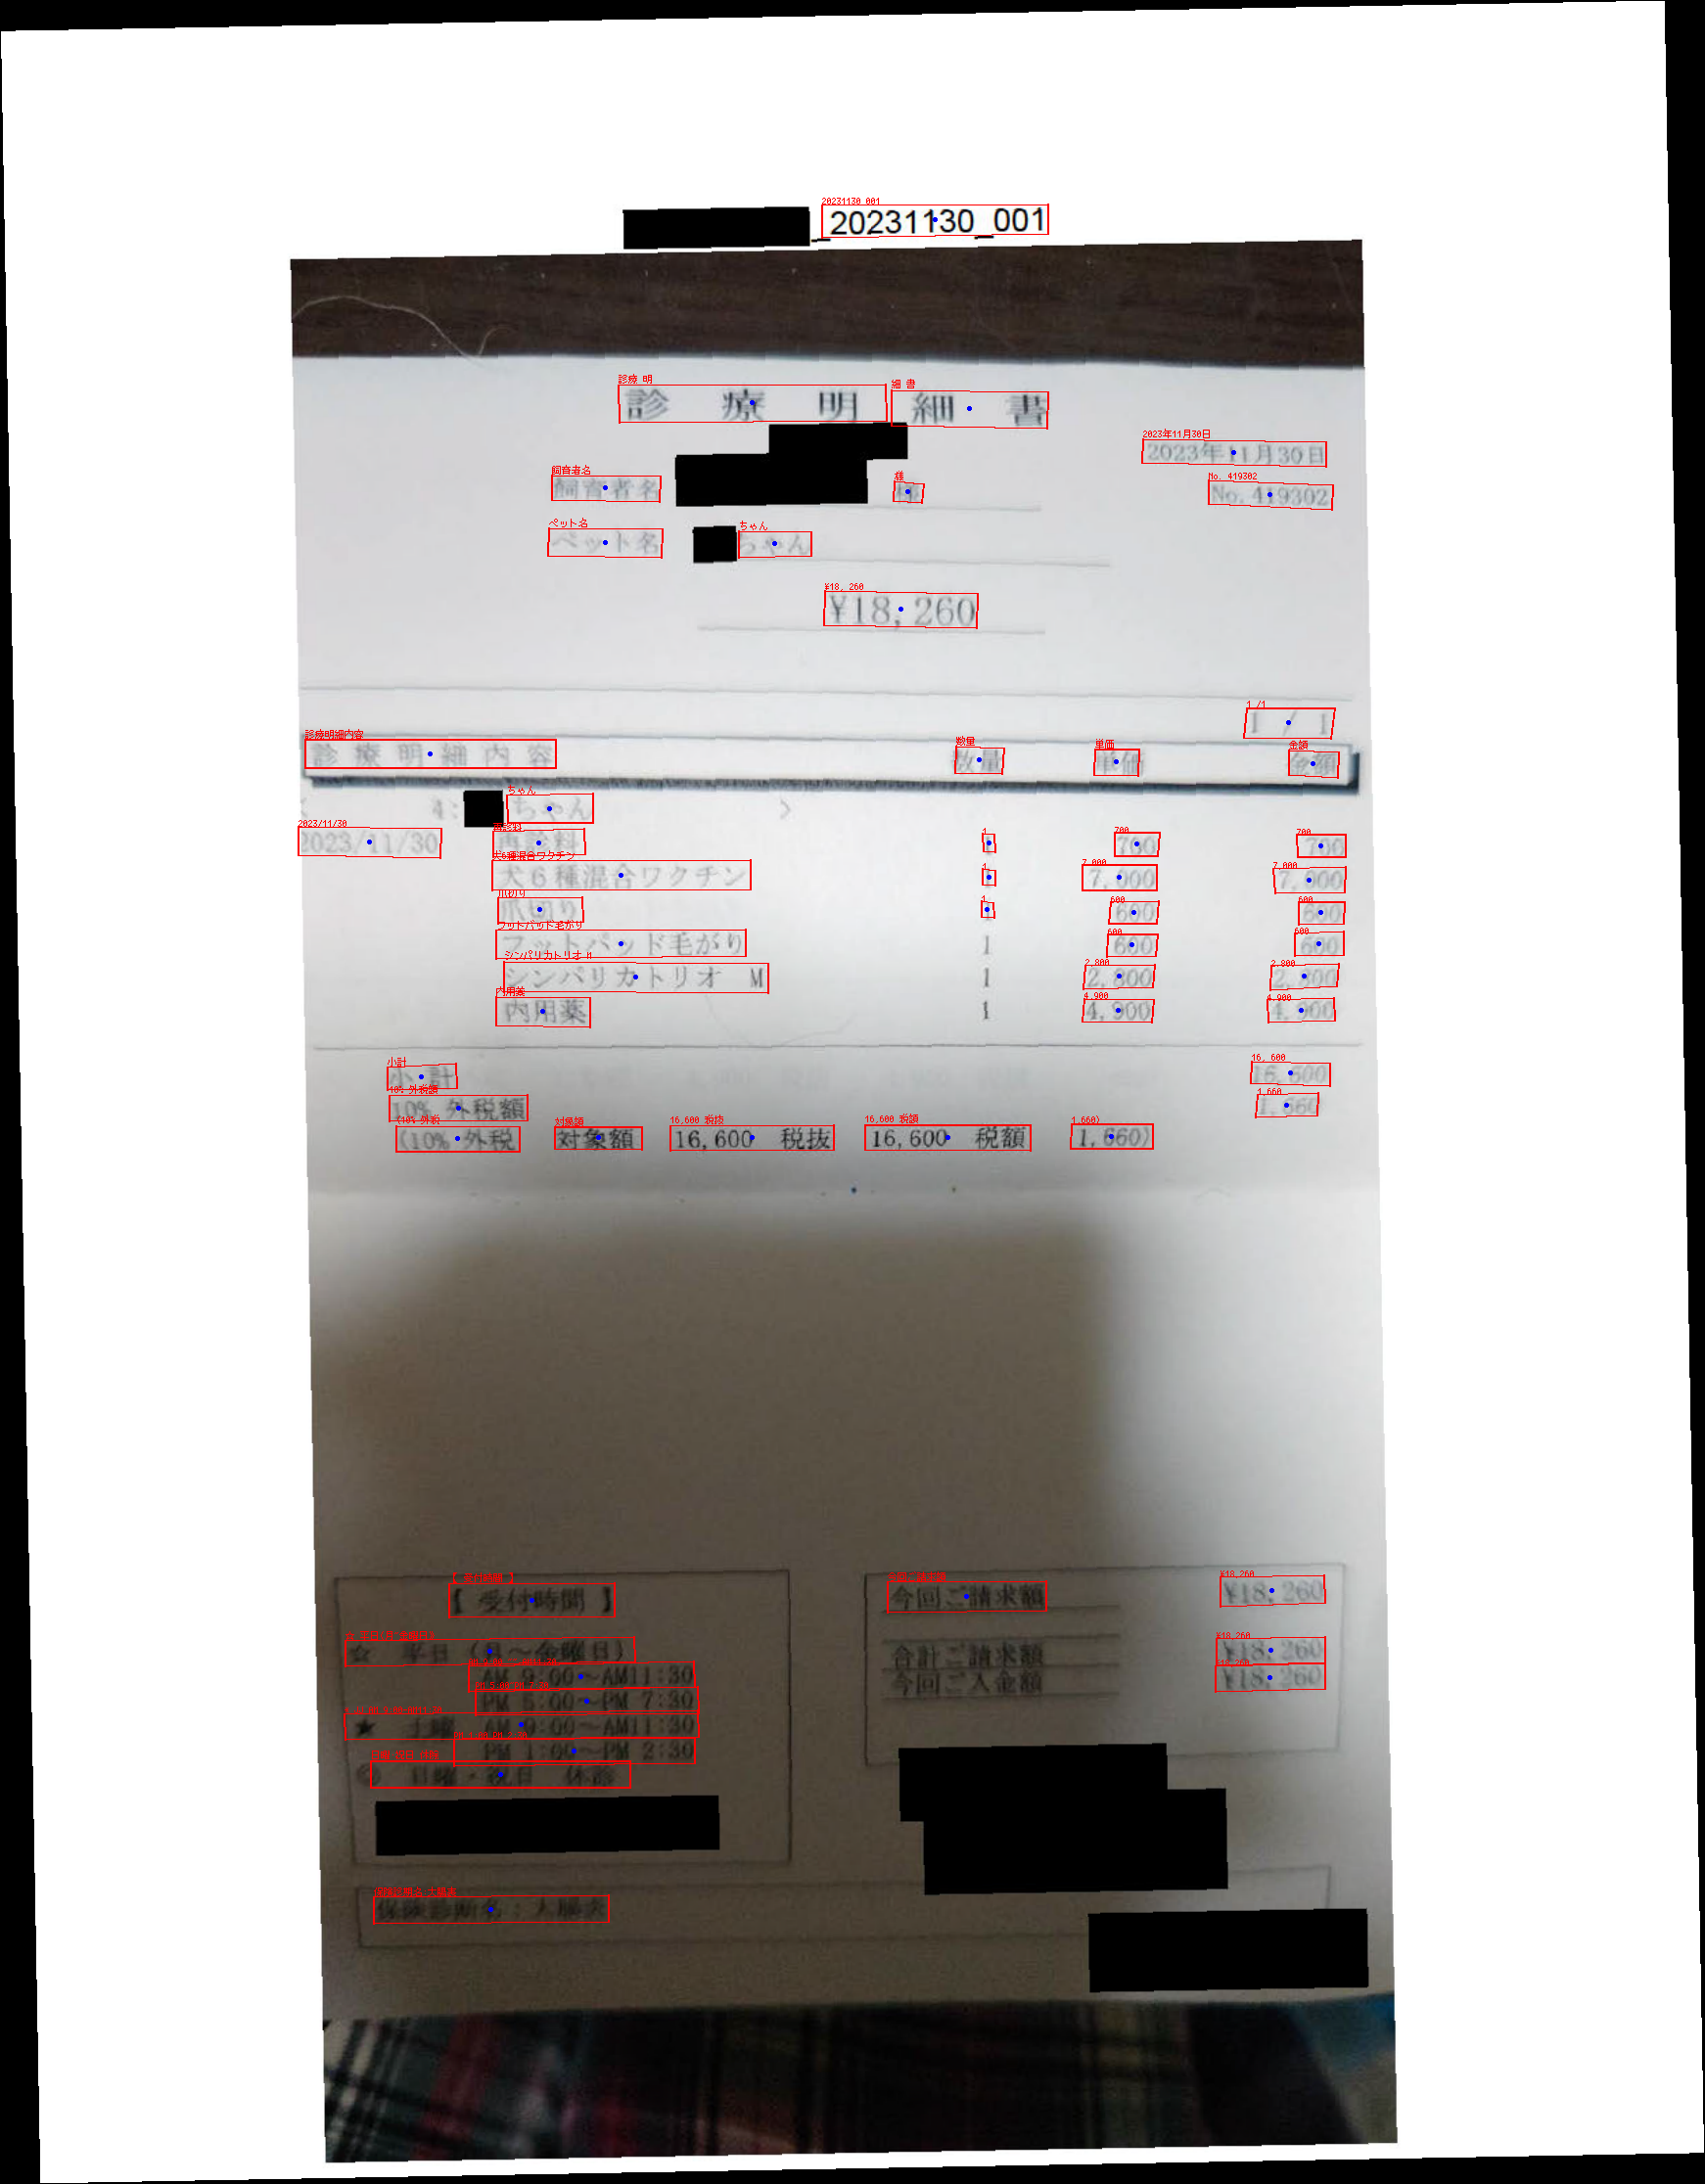 _20231130_001
診療明細書
2023年11月30日
飼育者名 様
No. 419302
ペット名 ちゃん
¥18,260
1 / 1
診療明細内容 数量 単価 金額
4: ちゃん >
2023/11/30 再診料 1 700 700
犬6種混合ワクチン 1 7,000 7,000
爪切り 1 600 600
フットパッド毛がり 1 600 600
シンパリカトリオ M 1 2,800 2,800
内用薬 1 4,900 4,900
小計 16,600
10% 外税額 1,660
(10% 外税 対象額 16,600 税抜 16,600 税額 1,660)
【 受付時間 】
☆ 平日 (月～金曜日)
AM 9:00～AM11:30
PM 5:00～PM 7:30
★ 土曜 AM 9:00～AM11:30
PM 1:00～PM 2:30
◎ 日曜・祝日 休診
今回ご請求額 ¥18,260
合計ご請求額 ¥18,260
今回ご入金額 ¥18,260
保険診断名：大腸炎